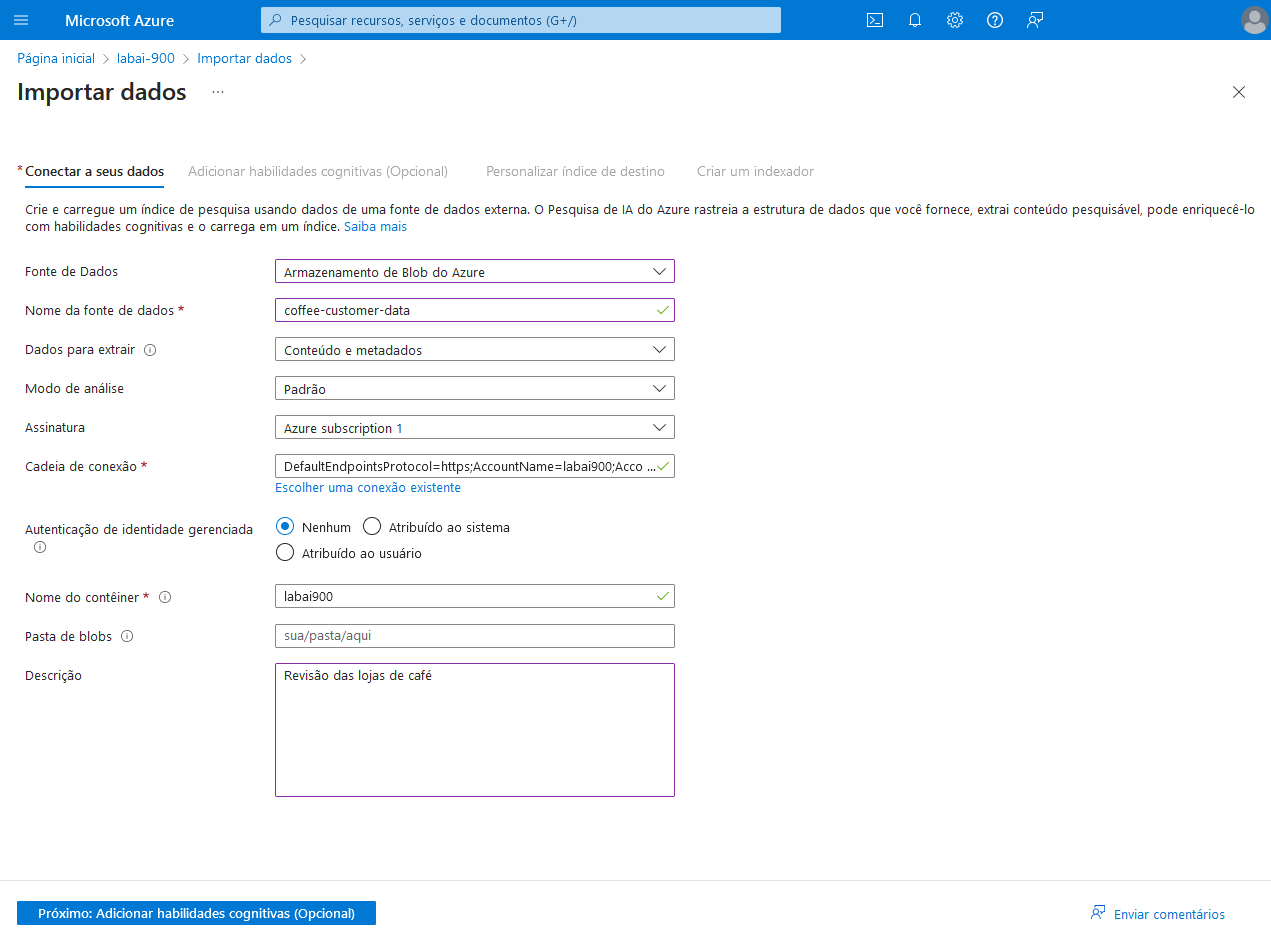 Microsoft Azure
Pesquisar recursos, serviços e documentos (G+/)
Página inicial > labai-900 > Importar dados >
Importar dados ...
* Conectar a seus dados Adicionar habilidades cognitivas (Opcional) Personalizar índice de destino Criar um indexador
Crie e carregue um índice de pesquisa usando dados de uma fonte de dados externa. O Pesquisa de IA do Azure rastreia a estrutura de dados que você fornece, extrai conteúdo pesquisável, pode enriquecê-lo
com habilidades cognitivas e o carrega em um índice. Saiba mais
Fonte de Dados Armazenamento de Blob do Azure
Nome da fonte de dados * coffee-customer-data
Dados para extrair Conteúdo e metadados
Modo de análise Padrão
Assinatura Azure subscription 1
Cadeia de conexão * DefaultEndpointsProtocol=https;AccountName=labai900;Acco ...
Escolher uma conexão existente
Autenticação de identidade gerenciada Nenhum Atribuído ao sistema
Atribuído ao usuário
Nome do contêiner * labai900
Pasta de blobs sua/pasta/aqui
Descrição Revisão das lojas de café
Próximo: Adicionar habilidades cognitivas (Opcional) Enviar comentários